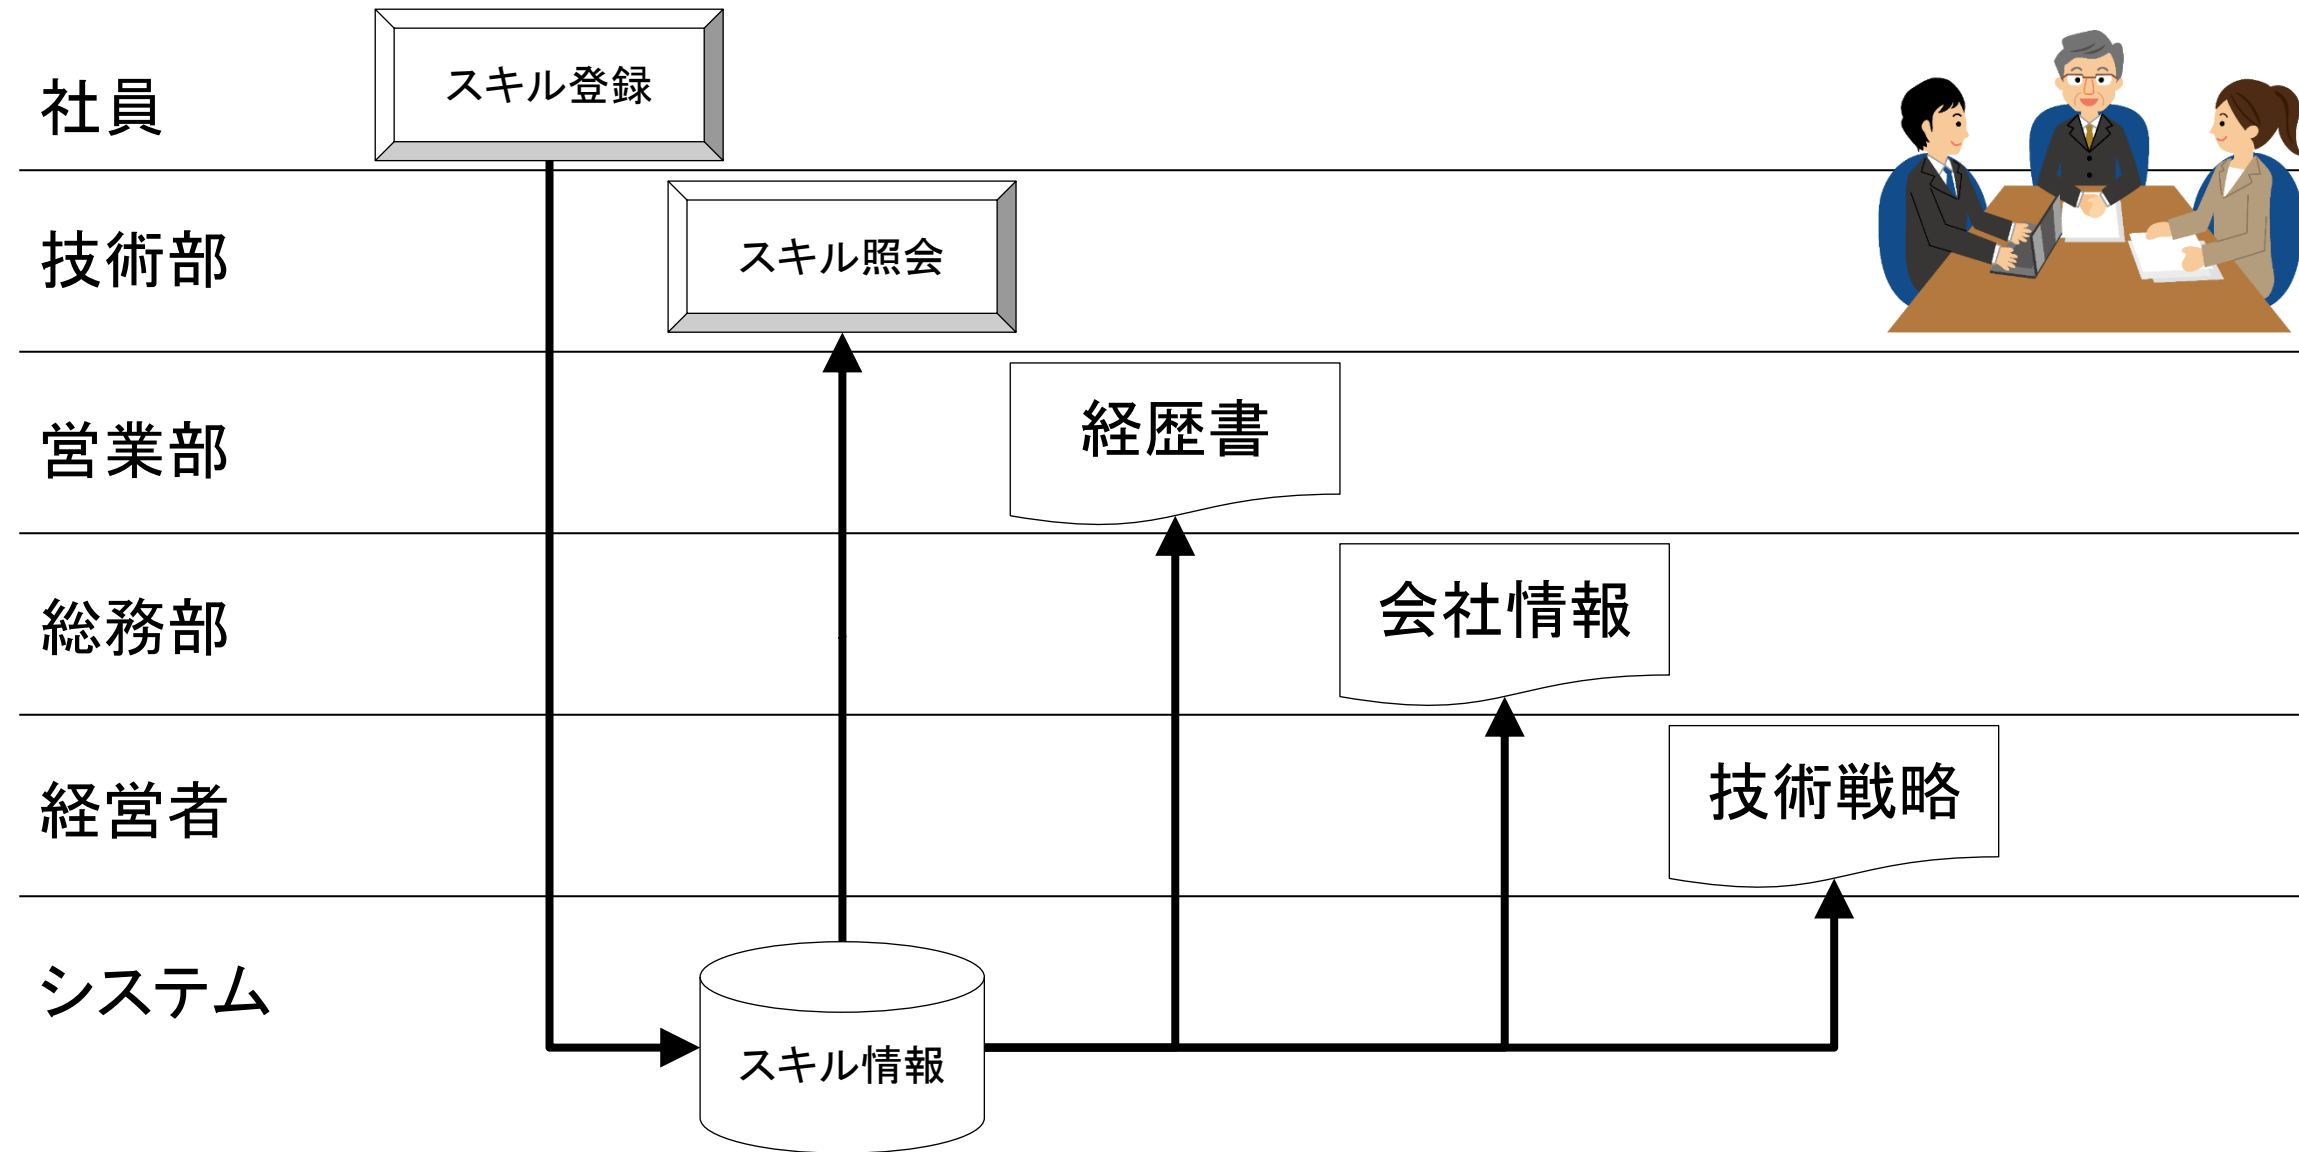 社員
スキル登録
技術部
スキル照会
営業部
経歴書
総務部
会社情報
経営者
技術戦略
システム
スキル情報